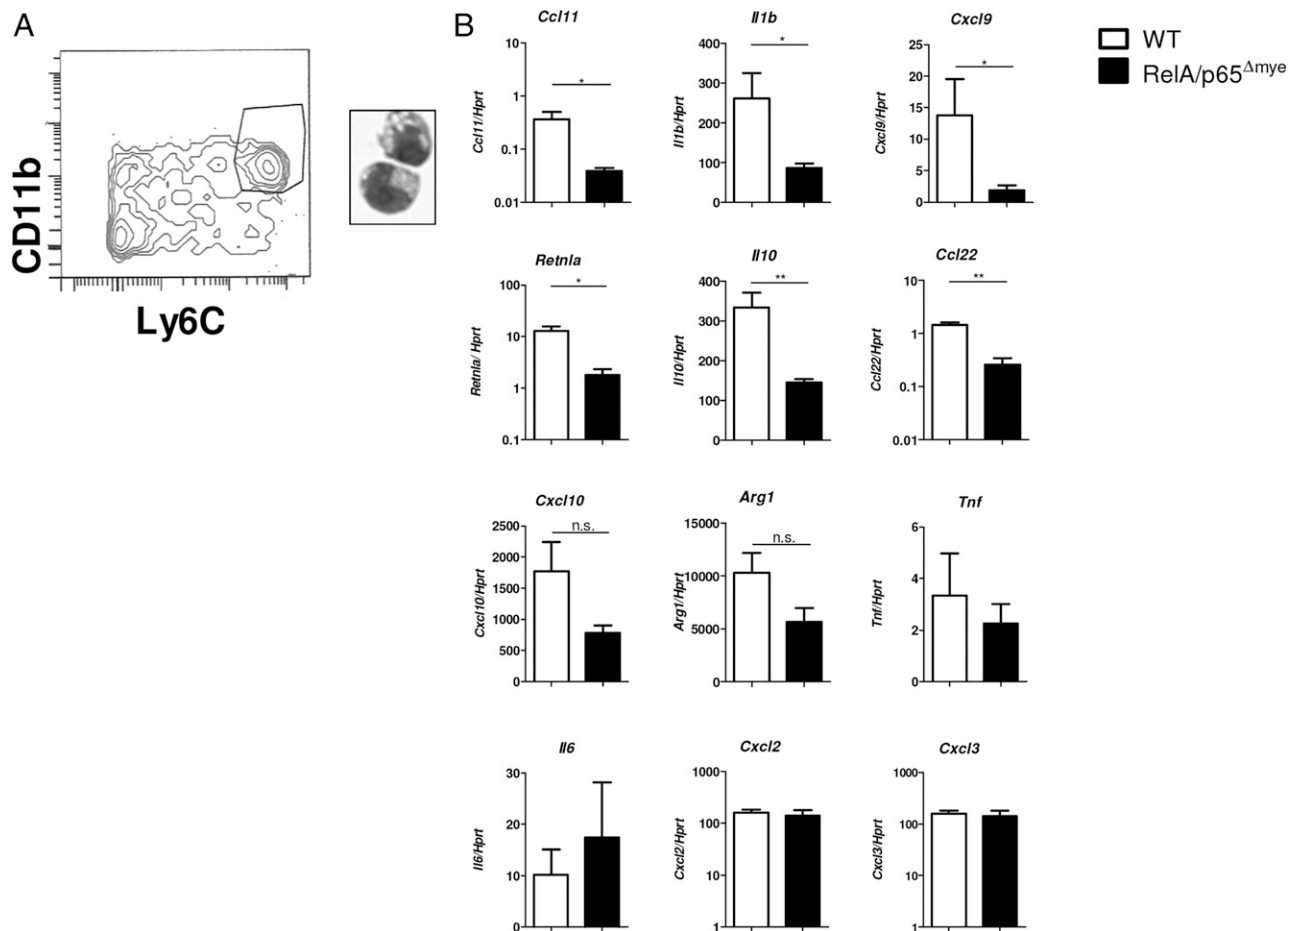 A
CD11b
Ly6C
B
WT
RelA/p65Δmye
Ccl11
Ccl11/Hprt
10
1
0.1
0.01
*
Il1b
Il1b/Hprt
400
300
200
100
0
*
Cxcl9
Cxcl9/Hprt
25
20
15
10
5
0
*
Retnla
Retnla/ Hprt
100
10
1
0.1
*
Il10
Il10/Hprt
400
300
200
100
0
**
Ccl22
Ccl22/Hprt
10
1
0.1
0.01
**
Cxcl10
Cxcl10/Hprt
2500
2000
1500
1000
500
0
n.s.
Arg1
Arg1/Hprt
15000
10000
5000
0
n.s.
Tnf
Tnf/Hprt
6
4
2
0
Il6
Il6/Hprt
30
20
10
0
Cxcl2
Cxcl2/Hprt
1000
100
10
1
Cxcl3
Cxcl3/Hprt
1000
100
10
1